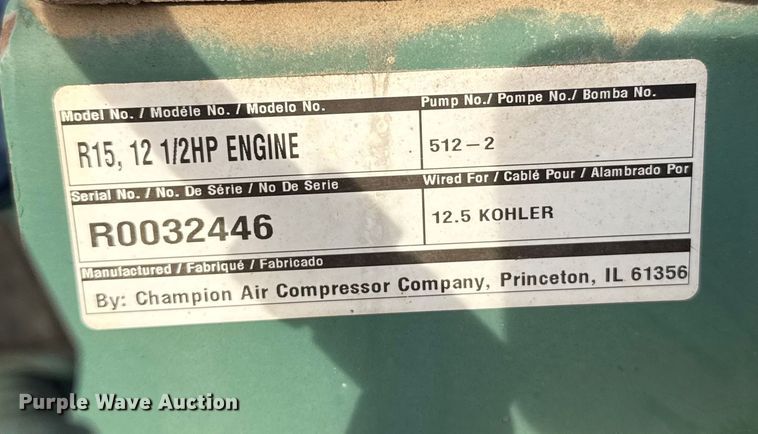 Model No. / Modéle No. / Modelo No.
R15, 12 1/2HP ENGINE
Pump No./ Pompe No./ Bomba No.
512-2
Serial No. / No. De Série / No De Serie
R0032446
Wired For / Cablé Pour / Alambrado Por
12.5 KOHLER
Manufactured / Fabriqué / Fabricado
By: Champion Air Compressor Company, Princeton, IL 61356
Purple Wave Auction